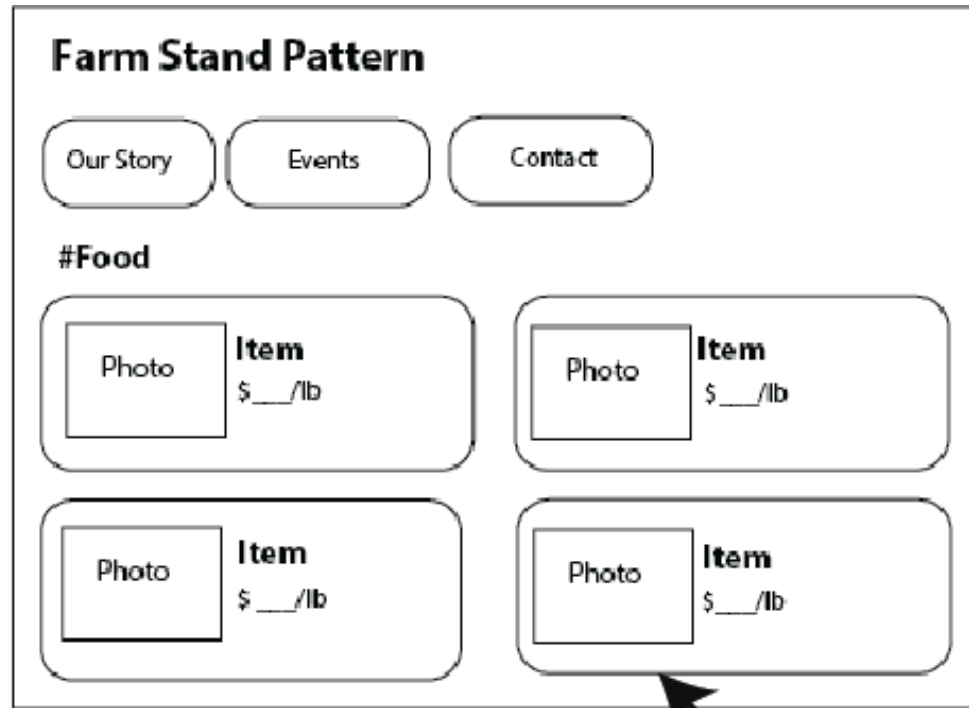 Farm Stand Pattern
Our Story Events Contact
#Food
Photo Item Photo Item
$___/lb $___/lb
Photo Item Photo Item
$ ___/lb $___/lb